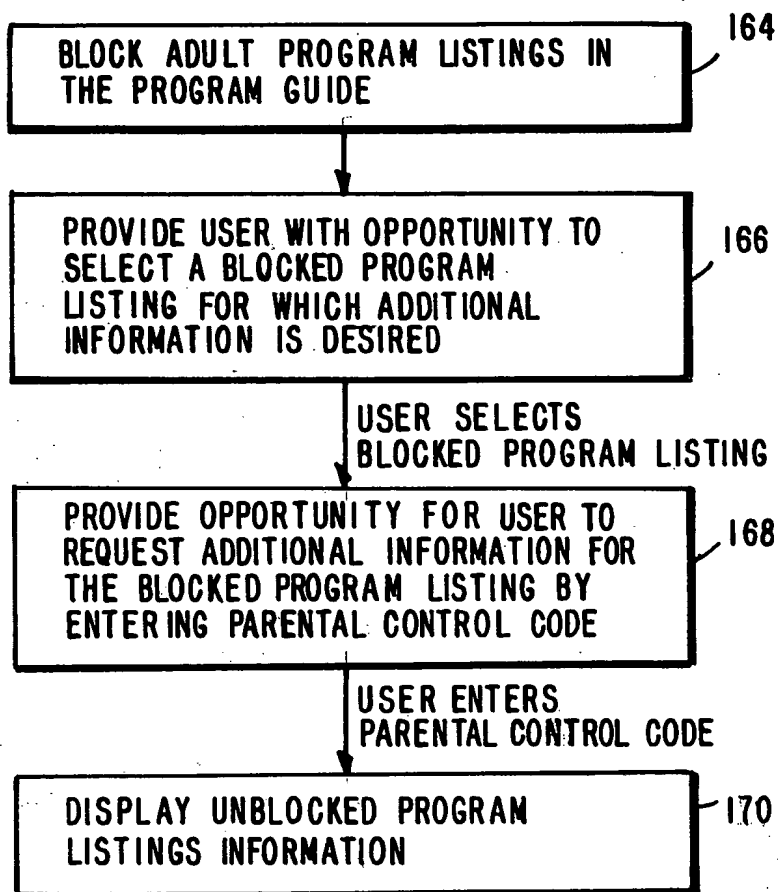 164
BLOCK ADULT PROGRAM LISTINGS IN
THE PROGRAM GUIDE
166
PROVIDE USER WITH OPPORTUNITY TO
SELECT A BLOCKED PROGRAM
LISTING FOR WHICH ADDITIONAL
INFORMATION IS DESIRED
USER SELECTS
BLOCKED PROGRAM LISTING
168
PROVIDE OPPORTUNITY FOR USER TO
REQUEST ADDITIONAL INFORMATION FOR
THE BLOCKED PROGRAM LISTING BY
ENTERING PARENTAL CONTROL CODE
USER ENTERS
PARENTAL CONTROL CODE
170
DISPLAY UNBLOCKED PROGRAM
LISTINGS INFORMATION